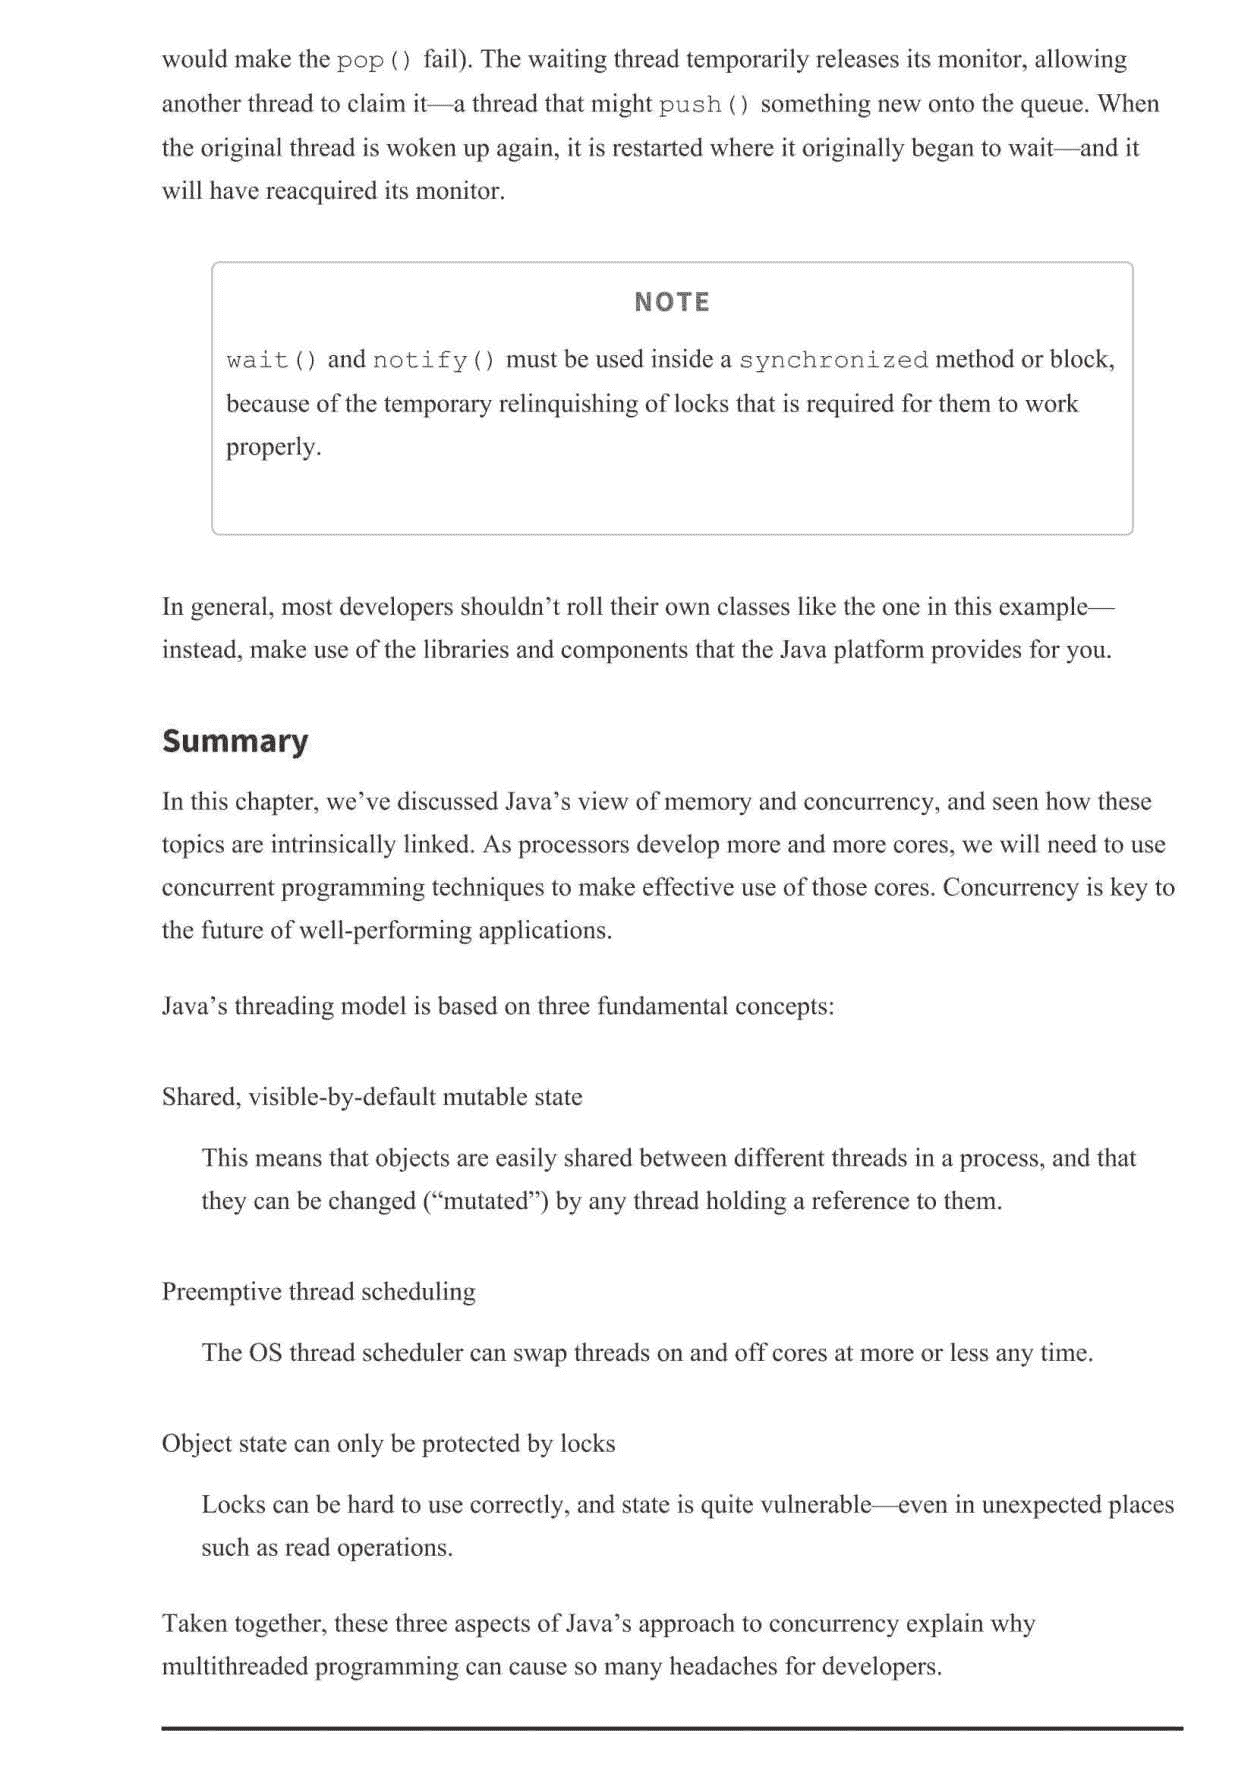 would make the pop() fail). The waiting thread temporarily releases its monitor, allowing
another thread to claim it—a thread that might push() something new onto the queue. When
the original thread is woken up again, it is restarted where it originally began to wait—and it
will have reacquired its monitor.
NOTE
wait() and notify() must be used inside a synchronized method or block,
because of the temporary relinquishing of locks that is required for them to work
properly.
In general, most developers shouldn’t roll their own classes like the one in this example—
instead, make use of the libraries and components that the Java platform provides for you.
Summary
In this chapter, we’ve discussed Java’s view of memory and concurrency, and seen how these
topics are intrinsically linked. As processors develop more and more cores, we will need to use
concurrent programming techniques to make effective use of those cores. Concurrency is key to
the future of well-performing applications.
Java’s threading model is based on three fundamental concepts:
Shared, visible-by-default mutable state
This means that objects are easily shared between different threads in a process, and that
they can be changed (“mutated”) by any thread holding a reference to them.
Preemptive thread scheduling
The OS thread scheduler can swap threads on and off cores at more or less any time.
Object state can only be protected by locks
Locks can be hard to use correctly, and state is quite vulnerable—even in unexpected places
such as read operations.
Taken together, these three aspects of Java’s approach to concurrency explain why
multithreaded programming can cause so many headaches for developers.